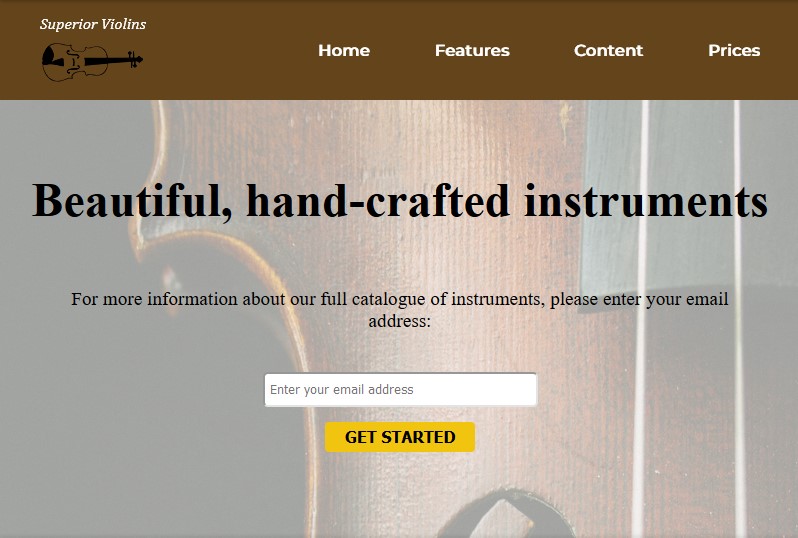 Superior Violins
Home Features Content Prices
Beautiful, hand-crafted instruments
For more information about our full catalogue of instruments, please enter your email
address:
Enter your email address
GET STARTED